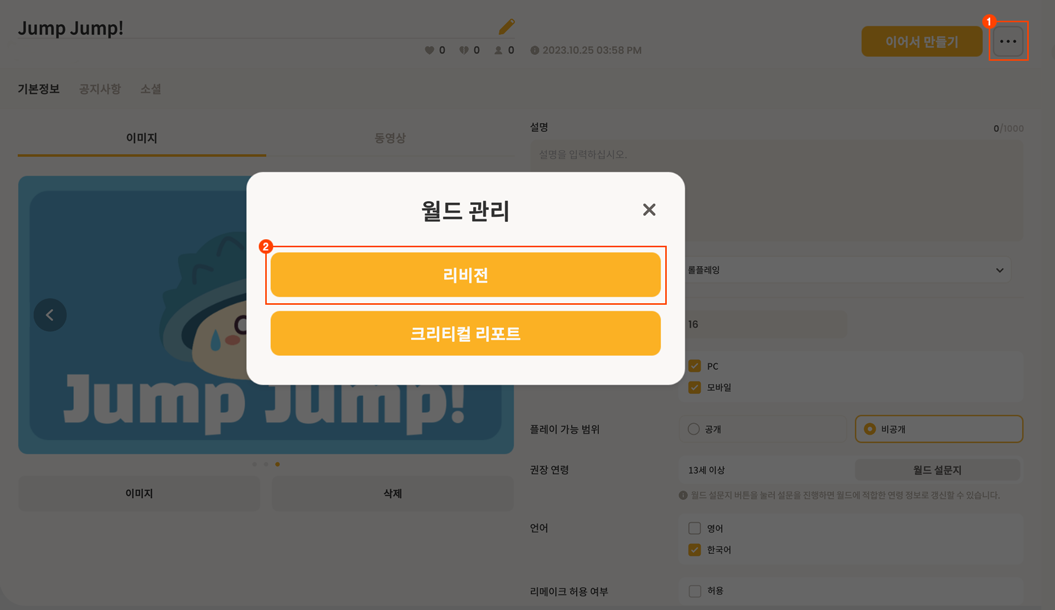 Jump Jump!
0 0 0 2023.10.25 03:58 PM
이어서 만들기
1
기본정보 공지사항 소셜
이미지 동영상
설명 0/1000
설명을 입력하십시오.
월드 관리
2
리비전
크리티컬 리포트
롤플레잉
16
PC
모바일
Jump Jump!
플레이 가능 범위 공개 비공개
권장 연령 13세 이상 월드 설문지
월드 설문지 버튼을 눌러 설문을 진행하면 월드에 적합한 연령 정보로 갱신할 수 있습니다.
이미지 삭제
언어 영어
한국어
리메이크 허용 여부 허용